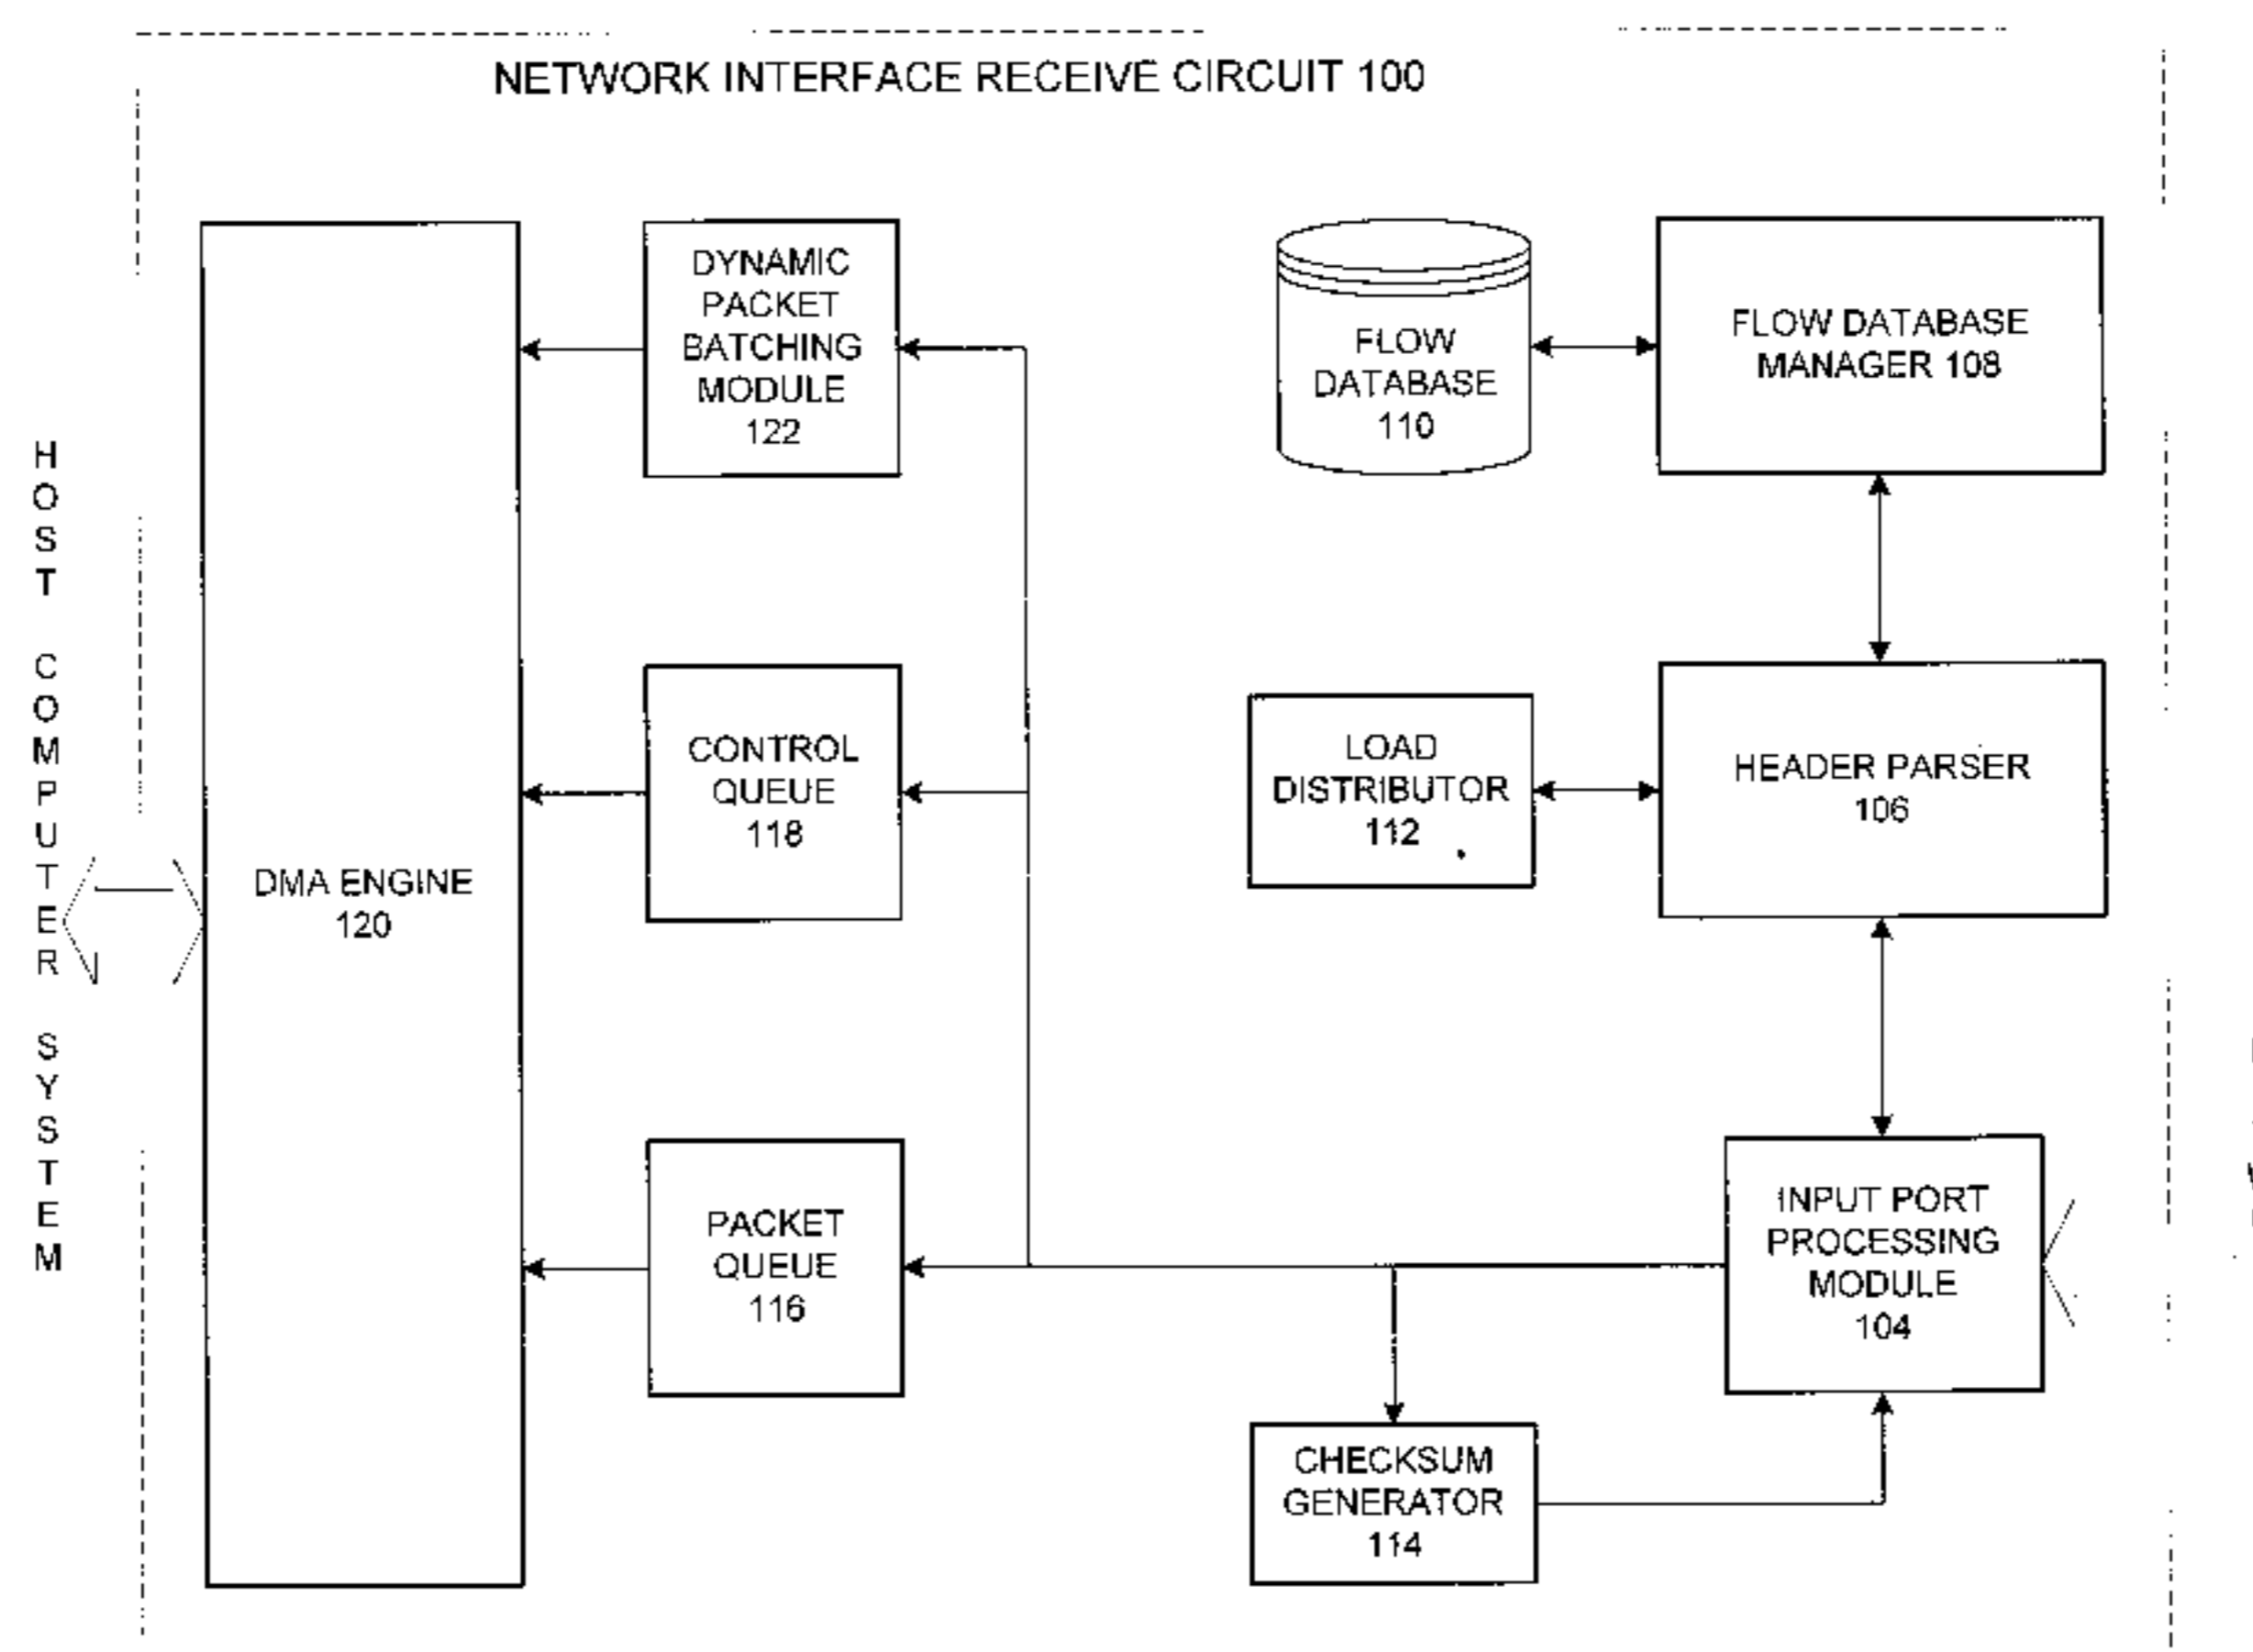 NETWORK INTERFACE RECEIVE CIRCUIT 100
HOST COMPUTER SYSTEM
DMA ENGINE
120
DYNAMIC
PACKET
BATCHING
MODULE
122
CONTROL
QUEUE
118
PACKET
QUEUE
116
FLOW
DATABASE
110
FLOW DATABASE
MANAGER 108
LOAD
DISTRIBUTOR
112
HEADER PARSER
106
INPUT PORT
PROCESSING
MODULE
104
CHECKSUM
GENERATOR
114